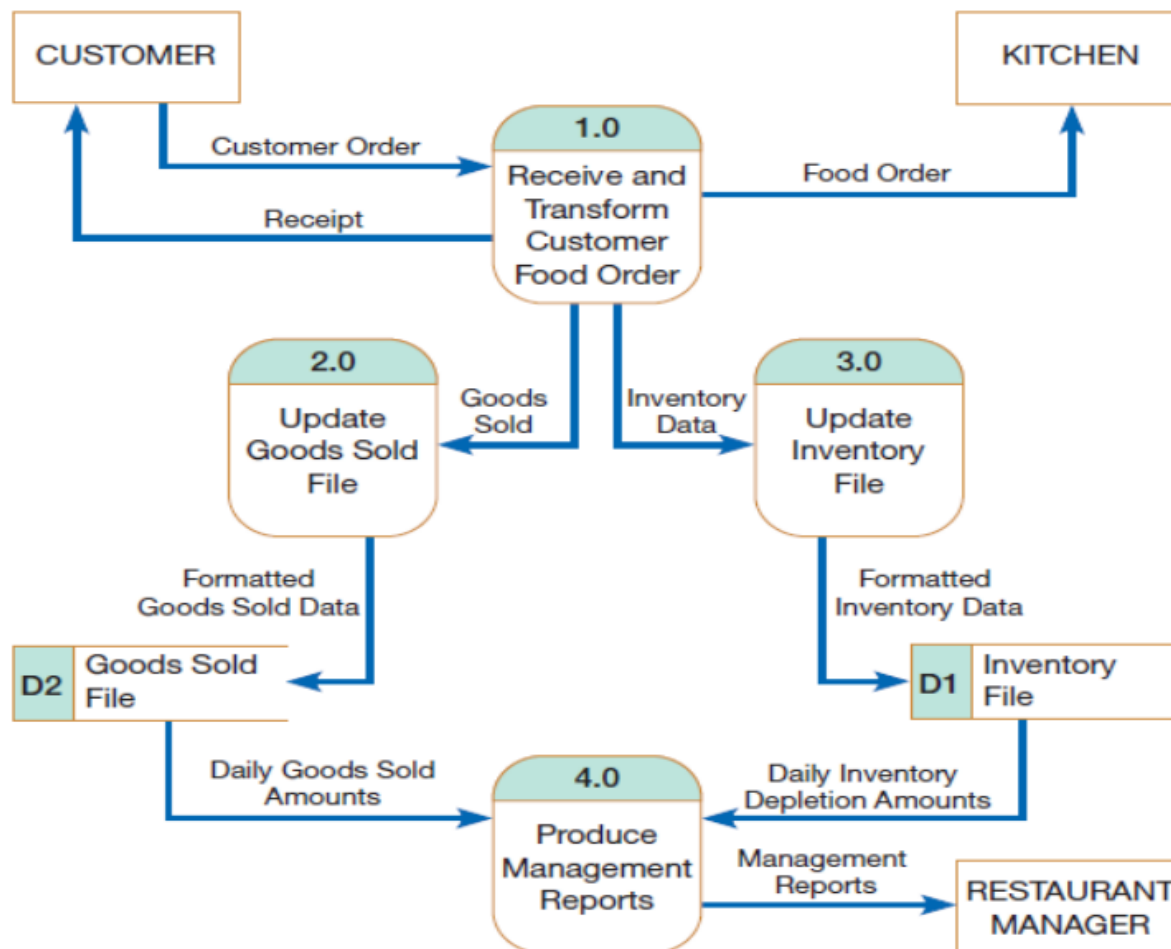 CUSTOMER
KITCHEN
1.0
Receive and
Transform
Customer
Food Order
Customer Order
Receipt
Food Order
2.0
Update
Goods Sold
File
Goods
Sold
Inventory
Data
3.0
Update
Inventory
File
Formatted
Goods Sold Data
Formatted
Inventory Data
D2
Goods Sold
File
D1
Inventory
File
Daily Goods Sold
Amounts
4.0
Produce
Management
Reports
Daily Inventory
Depletion Amounts
Management
Reports
RESTAURANT
MANAGER